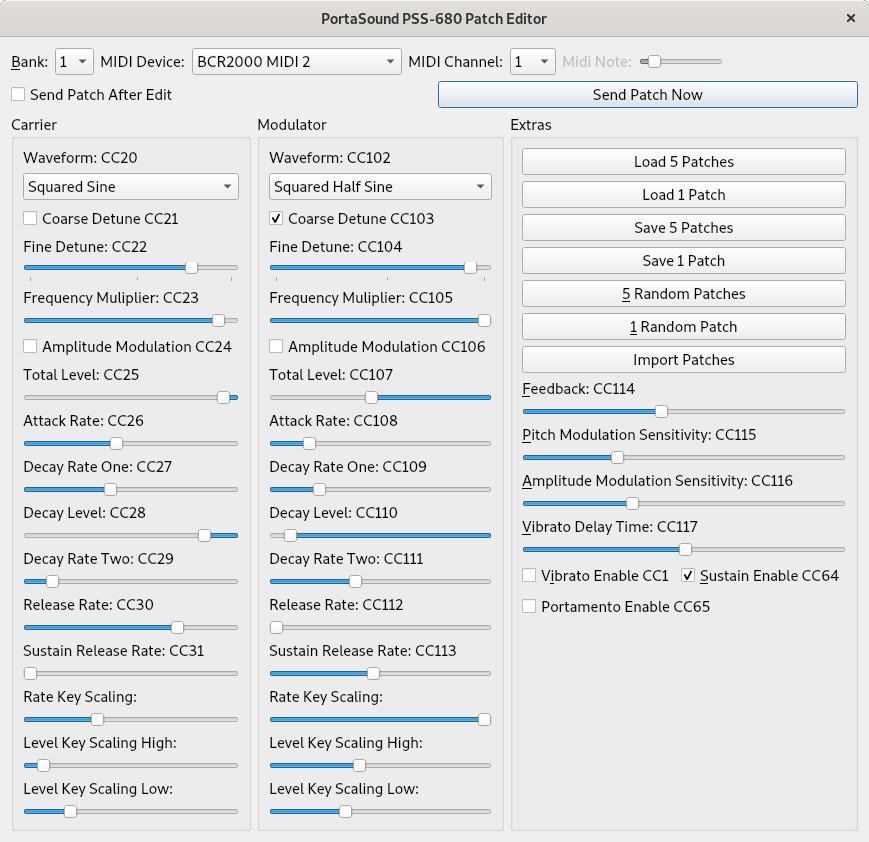 PortaSound PSS-680 Patch Editor
Bank: 1 MIDI Device: BCR2000 MIDI 2 MIDI Channel: 1 Midi Note:
Send Patch After Edit Send Patch Now
Carrier
Waveform: CC20
Squared Sine
Coarse Detune CC21
Fine Detune: CC22
Frequency Muliplier: CC23
Amplitude Modulation CC24
Total Level: CC25
Attack Rate: CC26
Decay Rate One: CC27
Decay Level: CC28
Decay Rate Two: CC29
Release Rate: CC30
Sustain Release Rate: CC31
Rate Key Scaling:
Level Key Scaling High:
Level Key Scaling Low:
Modulator
Waveform: CC102
Squared Half Sine
Coarse Detune CC103
Fine Detune: CC104
Frequency Muliplier: CC105
Amplitude Modulation CC106
Total Level: CC107
Attack Rate: CC108
Decay Rate One: CC109
Decay Level: CC110
Decay Rate Two: CC111
Release Rate: CC112
Sustain Release Rate: CC113
Rate Key Scaling:
Level Key Scaling High:
Level Key Scaling Low:
Extras
Load 5 Patches
Load 1 Patch
Save 5 Patches
Save 1 Patch
5 Random Patches
1 Random Patch
Import Patches
Feedback: CC114
Pitch Modulation Sensitivity: CC115
Amplitude Modulation Sensitivity: CC116
Vibrato Delay Time: CC117
Vibrato Enable CC1 Sustain Enable CC64
Portamento Enable CC65